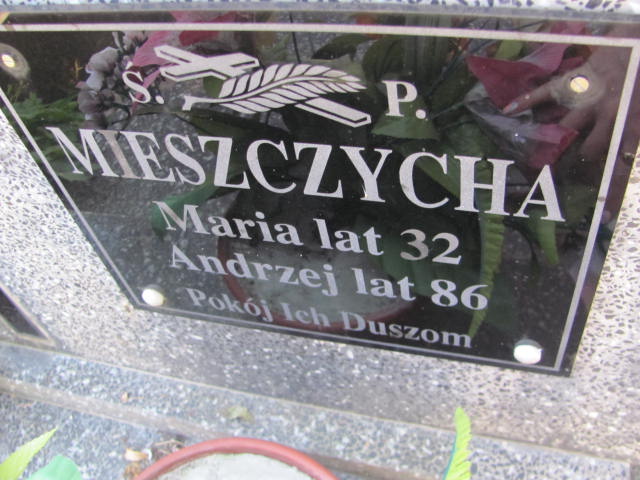 Ś. P.
MIESZCZYCHA
Maria lat 32
Andrzej lat 86
Pokój Ich Duszom